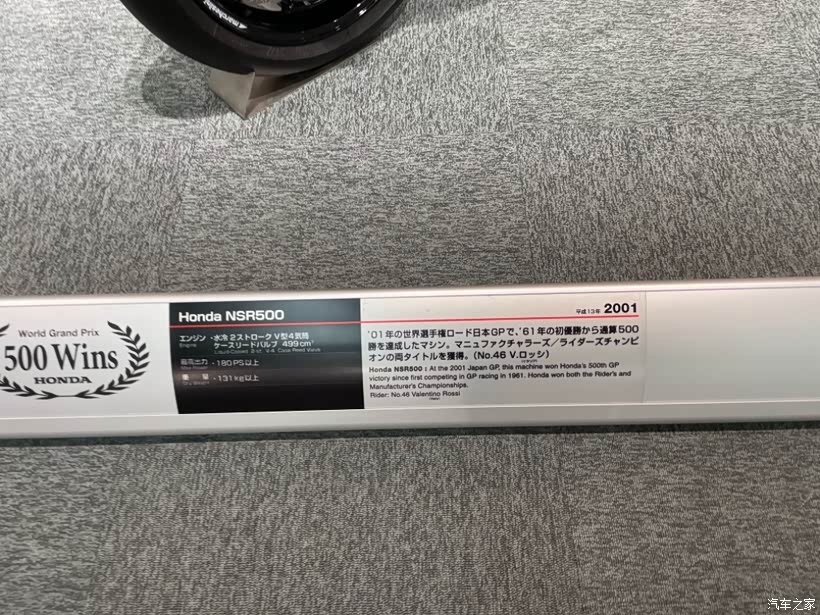 marchesini
World Grand Prix
500 Wins
HONDA
Honda NSR500
エンジン・水冷 2ストローク V型4気筒
Engine ケースリードバルブ 499cm³
Liquid-Cooled 2-st. V-4 Case Reed Valve
最高出力・180PS以上
Max Power
重 量・131kg以上
Dry Weight
平成13年 2001
'01年の世界選手権ロード日本GPで、'61年の初優勝から通算500
勝を達成したマシン。マニュファクチャラーズ/ライダーズチャンピ
オンの両タイトルを獲得。(No.46 V.ロッシ)
Honda NSR500 : At the 2001 Japan GP, this machine won Honda's 500th GP
victory since first competing in GP racing in 1961. Honda won both the Rider's and
Manufacturer's Championships.
Rider: No.46 Valentino Rossi
汽车之家